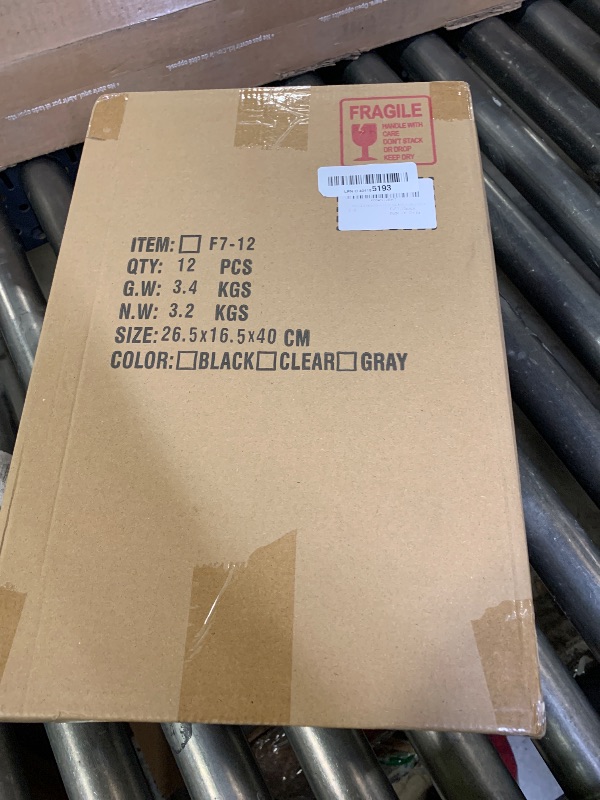 FRAGILE
HANDLE WITH
CARE
DON'T STACK
OR DROP
KEEP DRY
5193
ITEM: ☐ F7-12
QTY: 12 PCS
G.W: 3.4 KGS
N.W: 3.2 KGS
SIZE: 26.5x16.5x40 CM
COLOR: ☐BLACK☐CLEAR☐GRAY